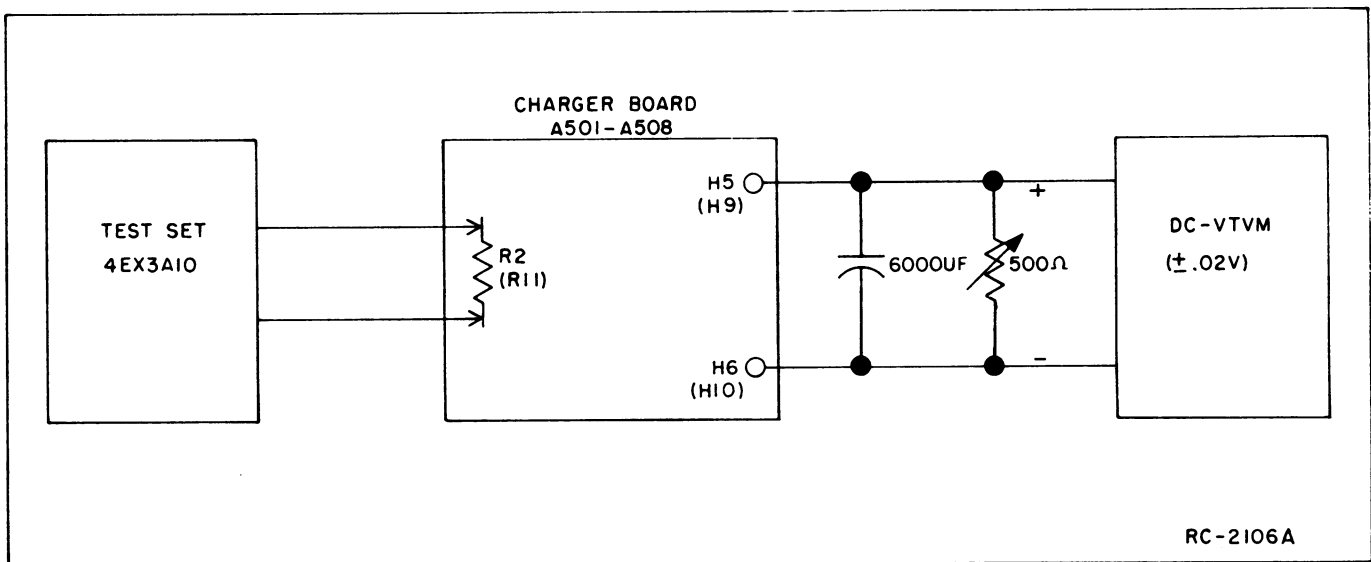 CHARGER BOARD
A501-A508
TEST SET
4EX3A10
R2
(R11)
H5
(H9)
H6
(H10)
6000UF
500Ω
+
-
DC-VTVM
(± .02V)
RC-2106A